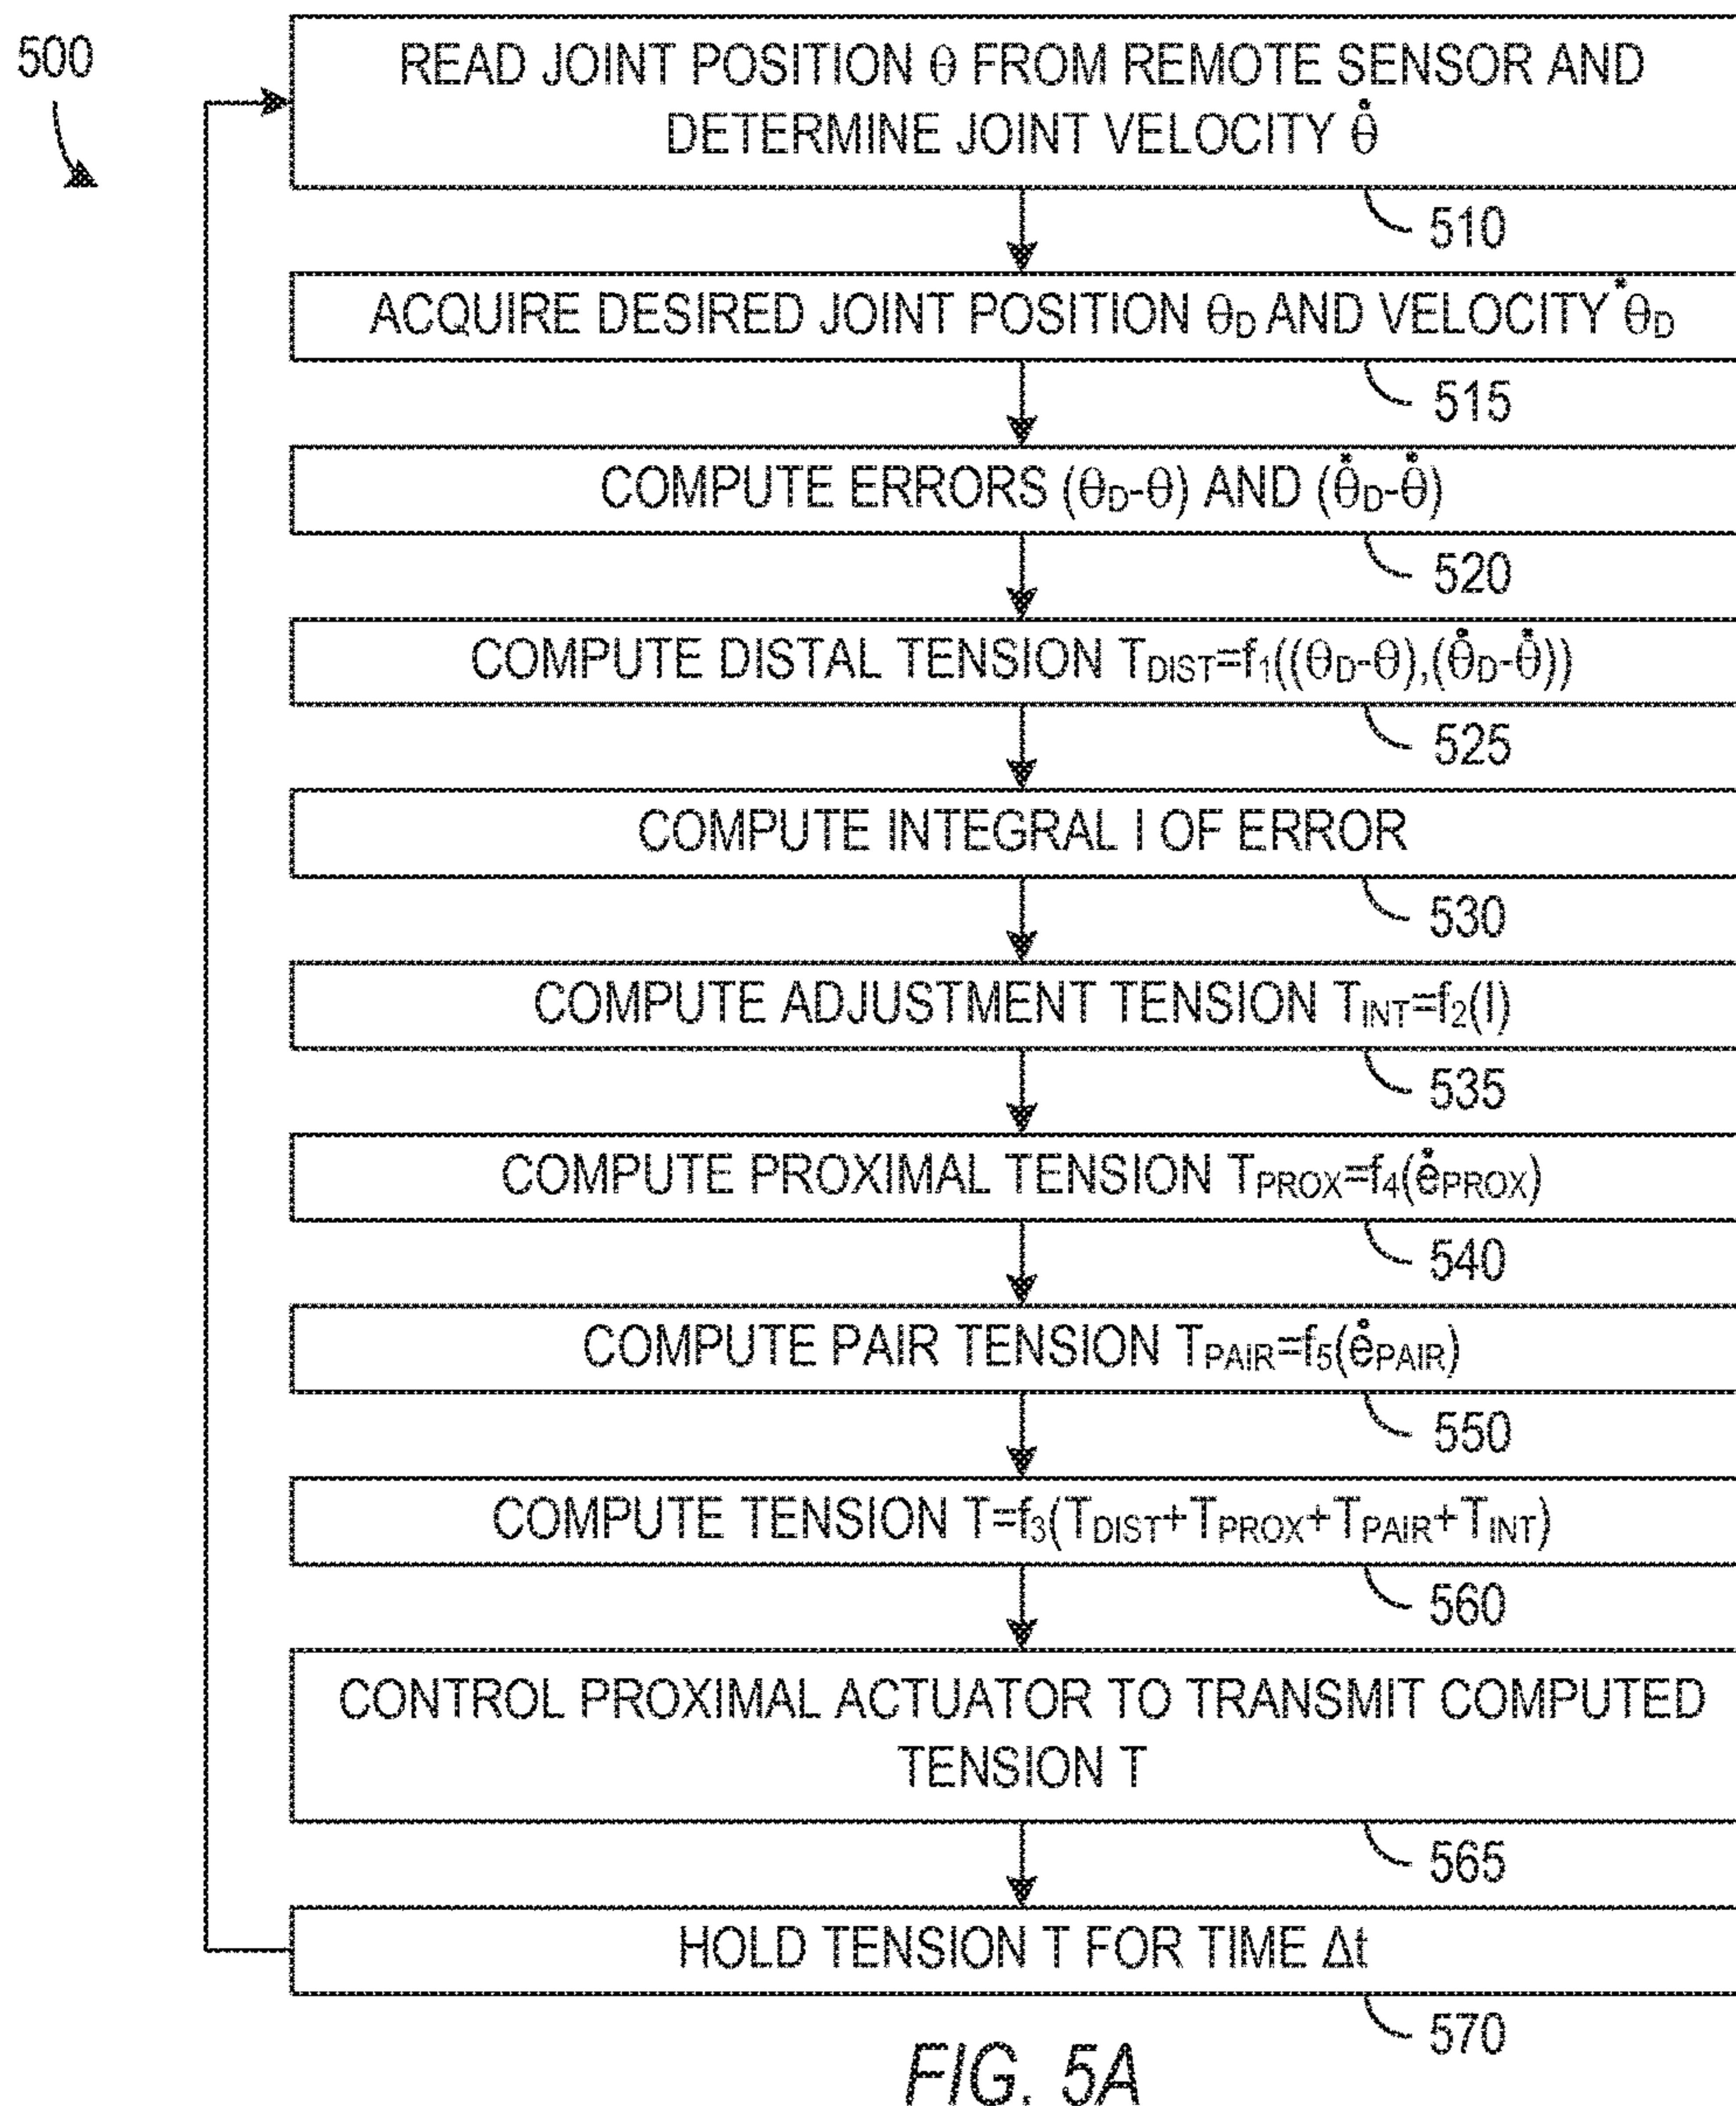 500
READ JOINT POSITION θ FROM REMOTE SENSOR AND
DETERMINE JOINT VELOCITY θ̇
510
ACQUIRE DESIRED JOINT POSITION θD AND VELOCITY θ̇D
515
COMPUTE ERRORS (θD-θ) AND (θ̇D-θ̇)
520
COMPUTE DISTAL TENSION TDIST=f1((θD-θ),(θ̇D-θ̇))
525
COMPUTE INTEGRAL I OF ERROR
530
COMPUTE ADJUSTMENT TENSION TINT=f2(I)
535
COMPUTE PROXIMAL TENSION TPROX=f4(ėPROX)
540
COMPUTE PAIR TENSION TPAIR=f5(ėPAIR)
550
COMPUTE TENSION T=f3(TDIST+TPROX+TPAIR+TINT)
560
CONTROL PROXIMAL ACTUATOR TO TRANSMIT COMPUTED
TENSION T
565
HOLD TENSION T FOR TIME Δt
570
FIG. 5A